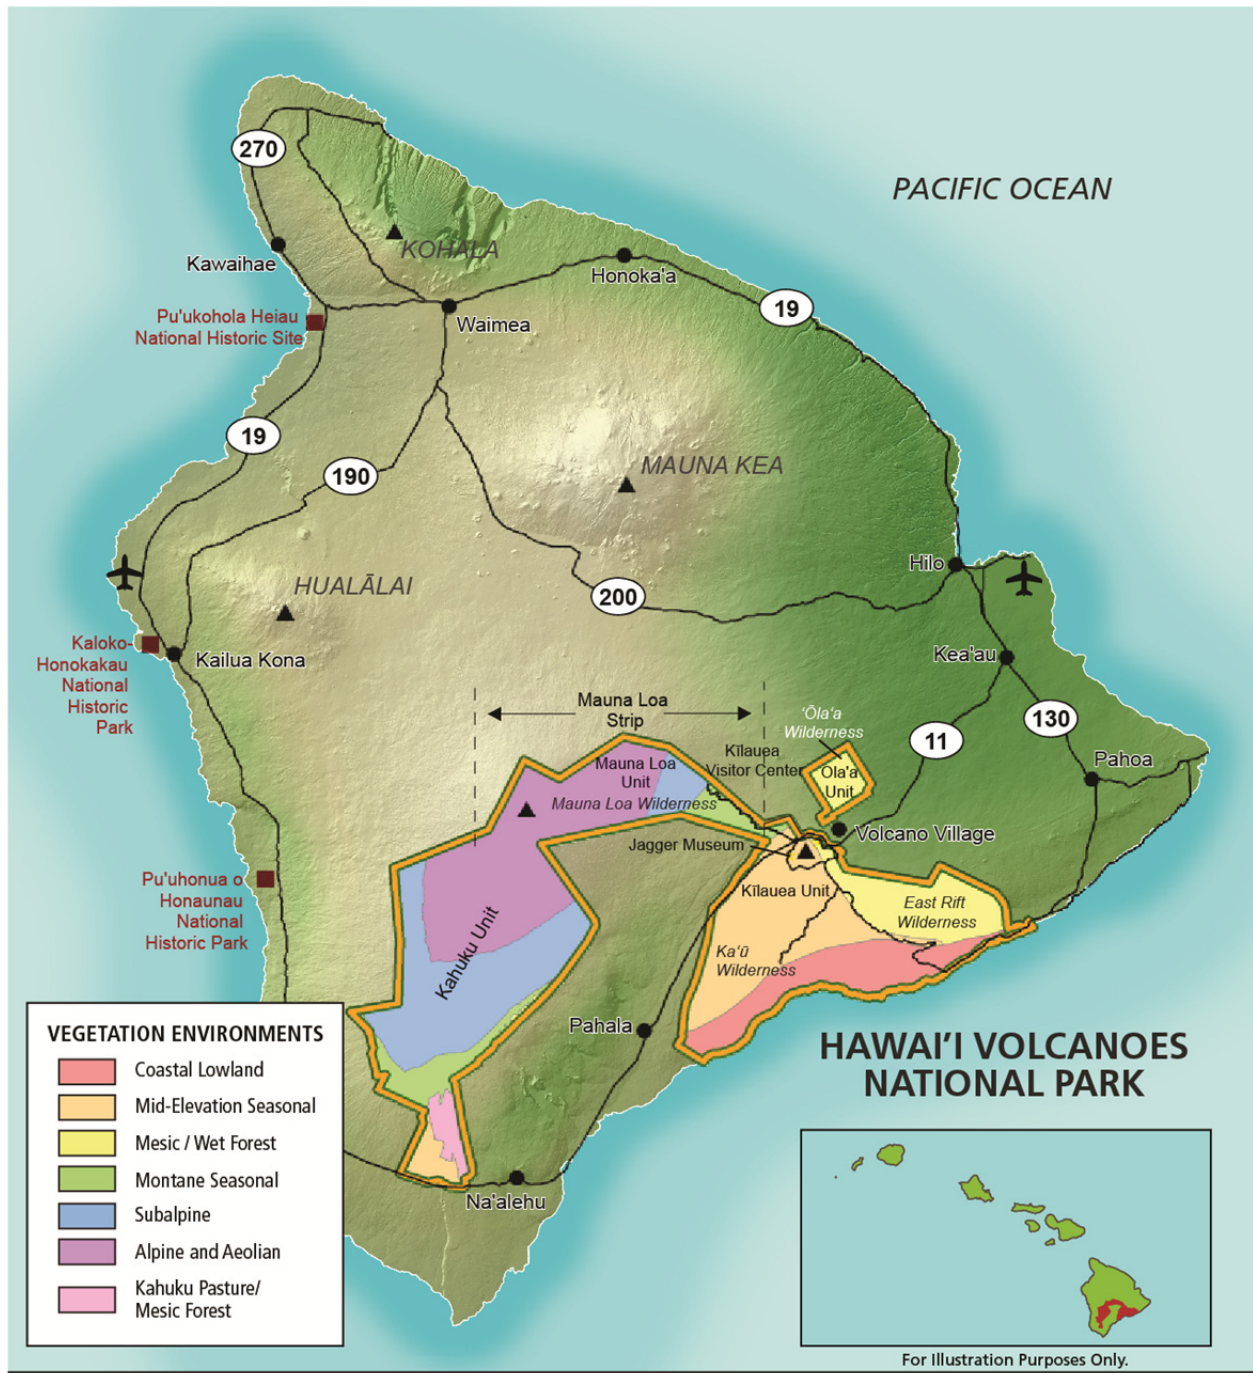 PACIFIC OCEAN
270
KOHALA
Kawaihae
Honoka'a
Pu'ukohola Heiau
National Historic Site
19
Waimea
19
190
MAUNA KEA
Hilo
HUALĀLAI
200
Kaloko-
Honokakau
National
Historic
Park
Kailua Kona
Kea'au
Mauna Loa
Strip
'Ōla'a
Wilderness
130
11
Kīlauea
Visitor Center
Mauna Loa
Unit
Ola'a
Unit
Pahoa
Mauna Loa Wilderness
Volcano Village
Jagger Museum
Pu'uhonua o
Honaunau
National
Historic Park
Kīlauea Unit
East Rift
Wilderness
Kahuku Unit
Ka'ū
Wilderness
Pahala
HAWAI'I VOLCANOES
NATIONAL PARK
Na'alehu
VEGETATION ENVIRONMENTS
Coastal Lowland
Mid-Elevation Seasonal
Mesic / Wet Forest
Montane Seasonal
Subalpine
Alpine and Aeolian
Kahuku Pasture/
Mesic Forest
For Illustration Purposes Only.